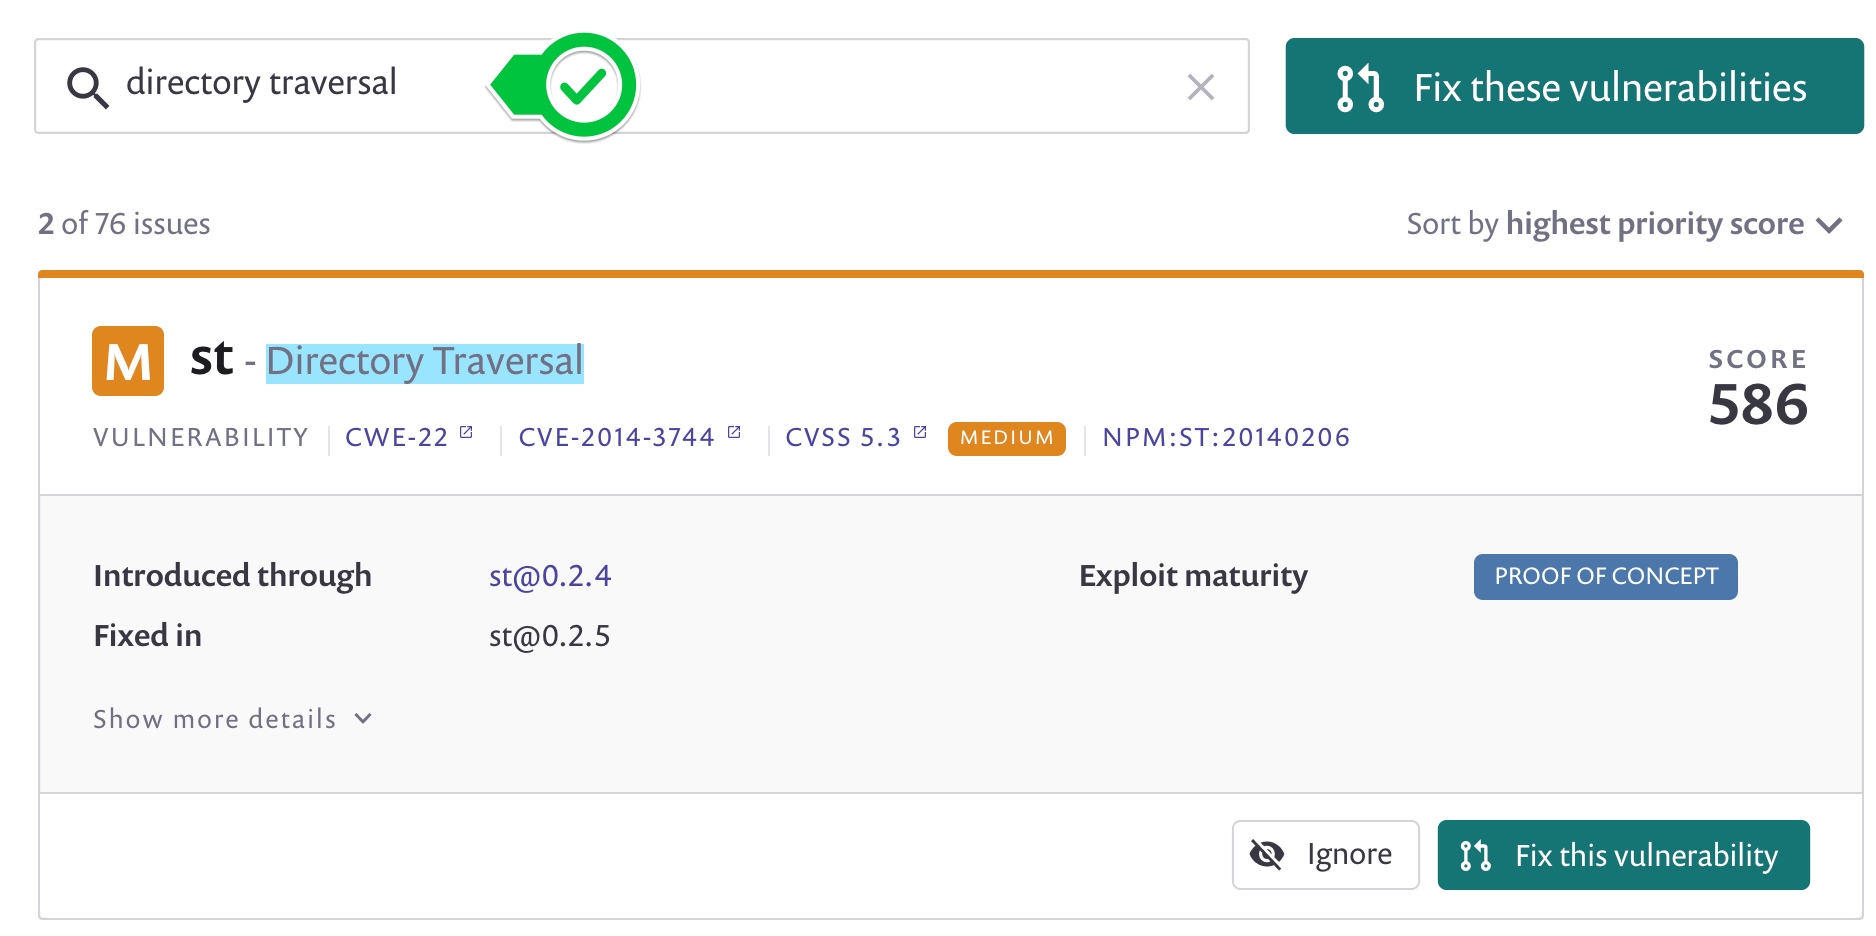 directory traversal
Fix these vulnerabilities
2 of 76 issues
Sort by highest priority score
M st - Directory Traversal
SCORE
586
VULNERABILITY CWE-22 CVE-2014-3744 CVSS 5.3 MEDIUM NPM:ST:20140206
Introduced through st@0.2.4 Exploit maturity PROOF OF CONCEPT
Fixed in st@0.2.5
Show more details
Ignore Fix this vulnerability